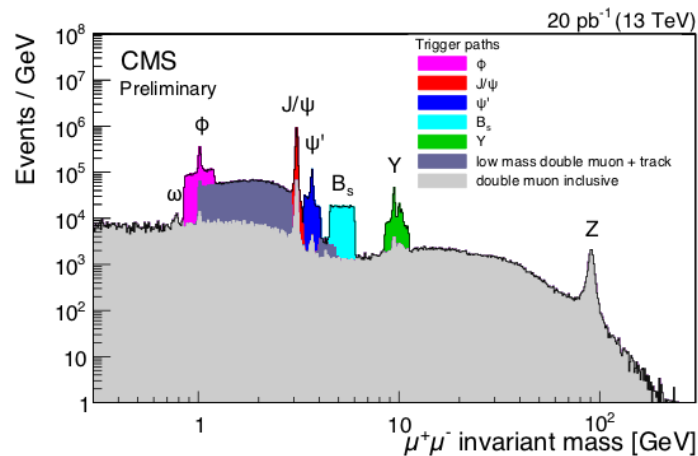 20 pb⁻¹ (13 TeV)
Events / GeV
10⁸
10⁷
10⁶
10⁵
10⁴
10³
10²
10
1
CMS
Preliminary
Trigger paths
ϕ
J/ψ
ψ'
Bₛ
Υ
low mass double muon + track
double muon inclusive
ω
ϕ
J/ψ
ψ'
Bₛ
Υ
Z
1
10
10²
μ⁺μ⁻ invariant mass [GeV]